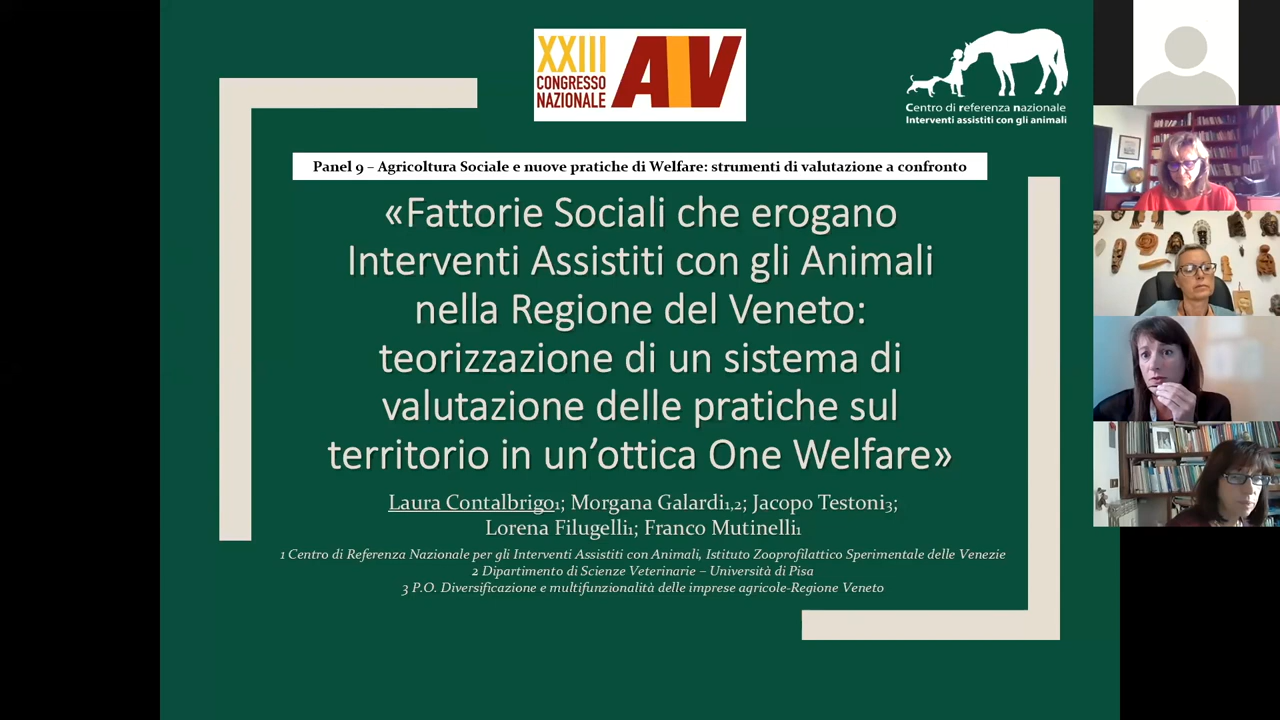 XXIII
CONGRESSO
NAZIONALE
AIV
Centro di referenza nazionale
Interventi assistiti con gli animali
Panel 9 – Agricoltura Sociale e nuove pratiche di Welfare: strumenti di valutazione a confronto
«Fattorie Sociali che erogano
Interventi Assistiti con gli Animali
nella Regione del Veneto:
teorizzazione di un sistema di
valutazione delle pratiche sul
territorio in un’ottica One Welfare»
Laura Contalbrigo1; Morgana Galardi1,2; Jacopo Testoni3;
Lorena Filugelli1; Franco Mutinelli1
1 Centro di Referenza Nazionale per gli Interventi Assistiti con Animali, Istituto Zooprofilattico Sperimentale delle Venezie
2 Dipartimento di Scienze Veterinarie – Università di Pisa
3 P.O. Diversificazione e multifunzionalità delle imprese agricole-Regione Veneto